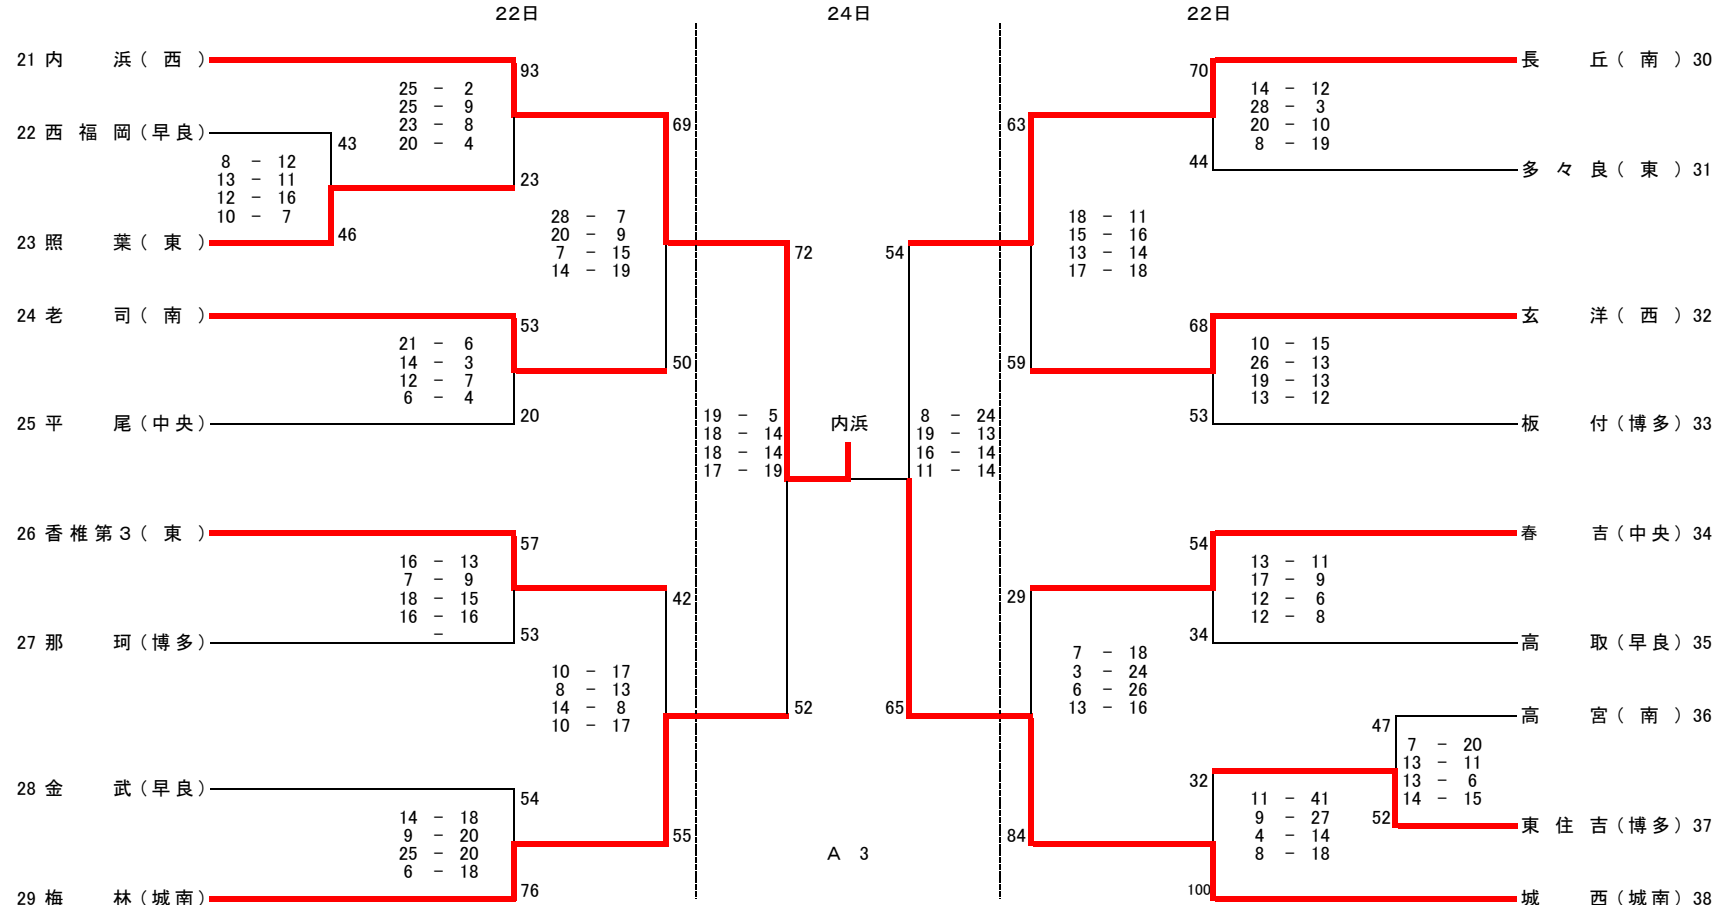 22日 24日 22日
21 内 浜 ( 西 )
93
25 - 2
25 - 9
23 - 8
20 - 4
22 西 福 岡 (早良)
43
8 - 12
13 - 11
12 - 16
10 - 7
23
23 照 葉 ( 東 )
46
69
28 - 7
20 - 9
7 - 15
14 - 19
24 老 司 ( 南 )
53
21 - 6
14 - 3
12 - 7
6 - 4
50
25 平 尾 (中央)
20
72
19 - 5
18 - 14
18 - 14
17 - 19
26 香椎第3 ( 東 )
57
16 - 13
7 - 9
18 - 15
16 - 16
-
27 那 珂 (博多)
53
42
10 - 17
8 - 13
14 - 8
10 - 17
52
28 金 武 (早良)
54
14 - 18
9 - 20
25 - 20
6 - 18
55
29 梅 林 (城南)
76
内浜
A 3
54
8 - 24
19 - 13
16 - 14
11 - 14
65
70
長 丘 ( 南 ) 30
14 - 12
28 - 3
20 - 10
8 - 19
44
多 々 良 ( 東 ) 31
63
18 - 11
15 - 16
13 - 14
17 - 18
59
68
玄 洋 ( 西 ) 32
10 - 15
26 - 13
19 - 13
13 - 12
53
板 付 (博多) 33
54
春 吉 (中央) 34
13 - 11
17 - 9
12 - 6
12 - 8
34
高 取 (早良) 35
29
7 - 18
3 - 24
6 - 26
13 - 16
84
47
高 宮 ( 南 ) 36
7 - 20
13 - 11
13 - 6
14 - 15
52
東 住 吉 (博多) 37
32
11 - 41
9 - 27
4 - 14
8 - 18
100
城 西 (城南) 38